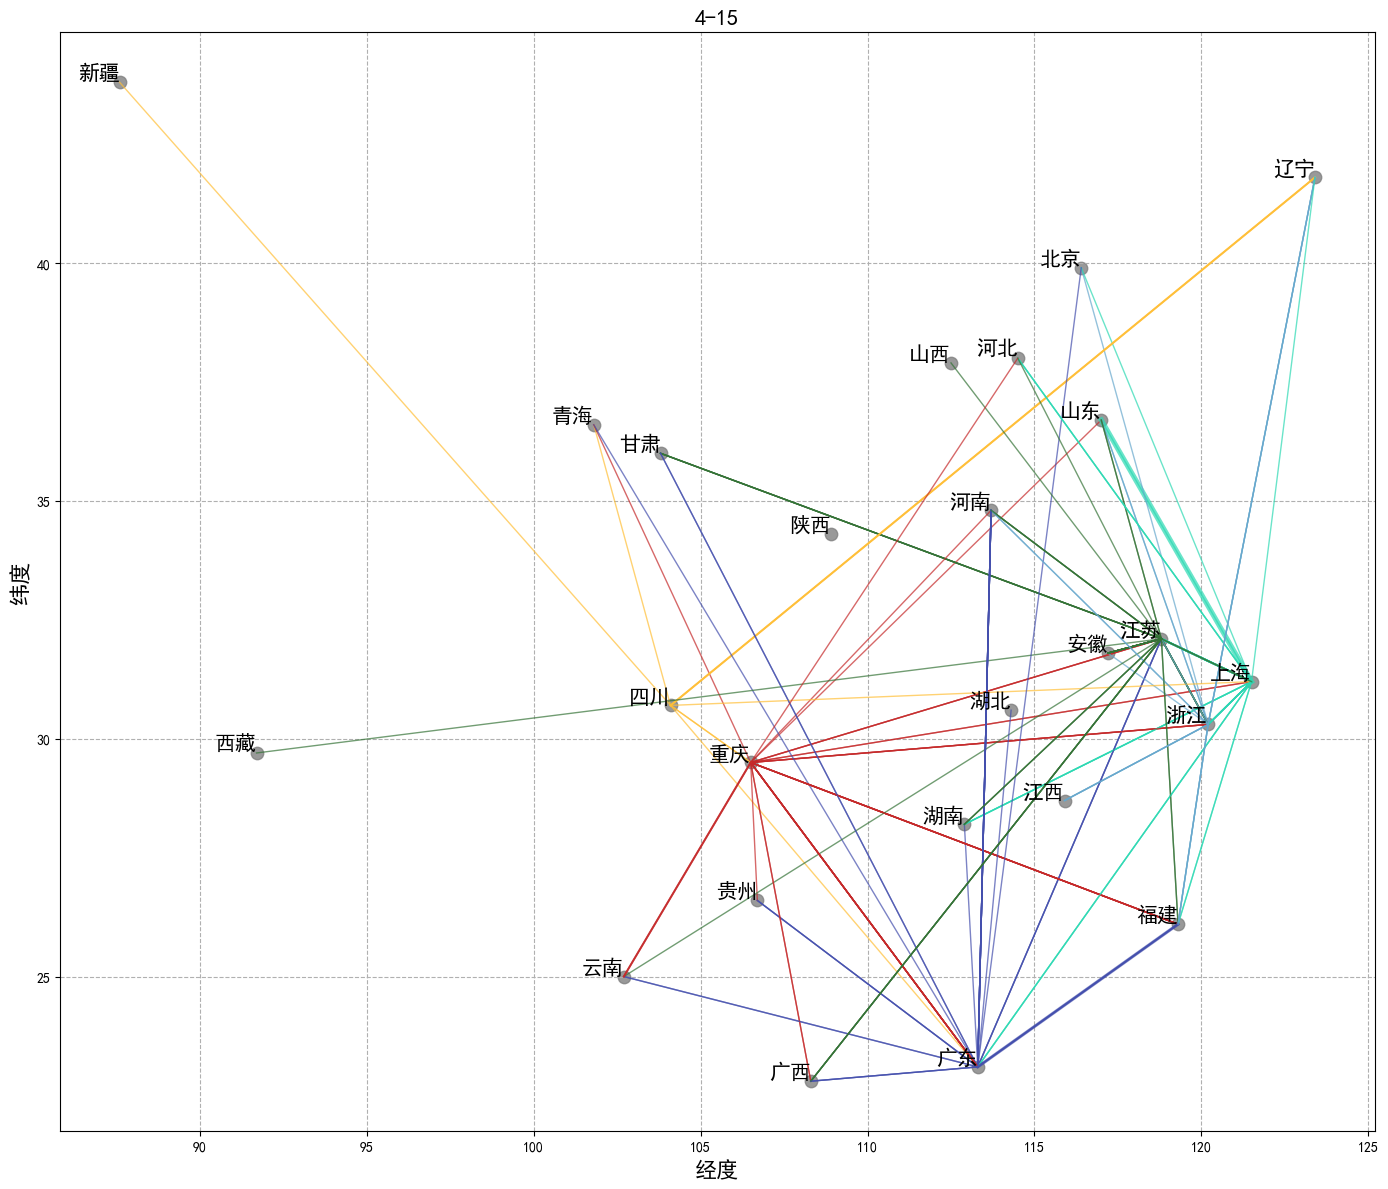 4-15
新疆
辽宁
40
北京
山西
河北
青海
山东
甘肃
35
河南
陕西
纬度
江苏
安徽
上海
四川
湖北
浙江
30
西藏
重庆
江西
湖南
贵州
福建
25
云南
广东
广西
90
95
100
105
110
115
120
125
经度